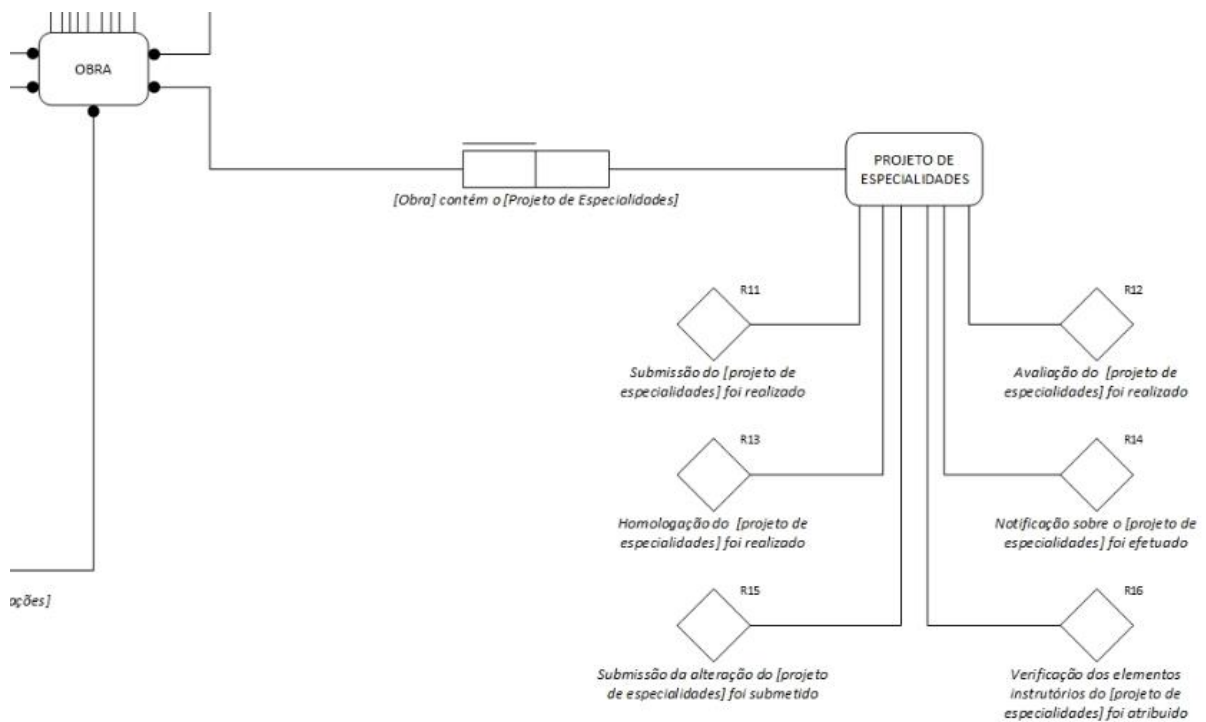 OBRA
PROJETO DE
ESPECIALIDADES
[Obra] contém o [Projeto de Especialidades]
R11
Submissão do [projeto de
especialidades] foi realizado
R12
Avaliação do [projeto de
especialidades] foi realizado
R13
Homologação do [projeto de
especialidades] foi realizado
R14
Notificação sobre o [projeto de
especialidades] foi efetuado
ações]
R15
Submissão da alteração do [projeto
de especialidades] foi submetido
R16
Verificação dos elementos
instrutórios do [projeto de
especialidades] foi atribuido